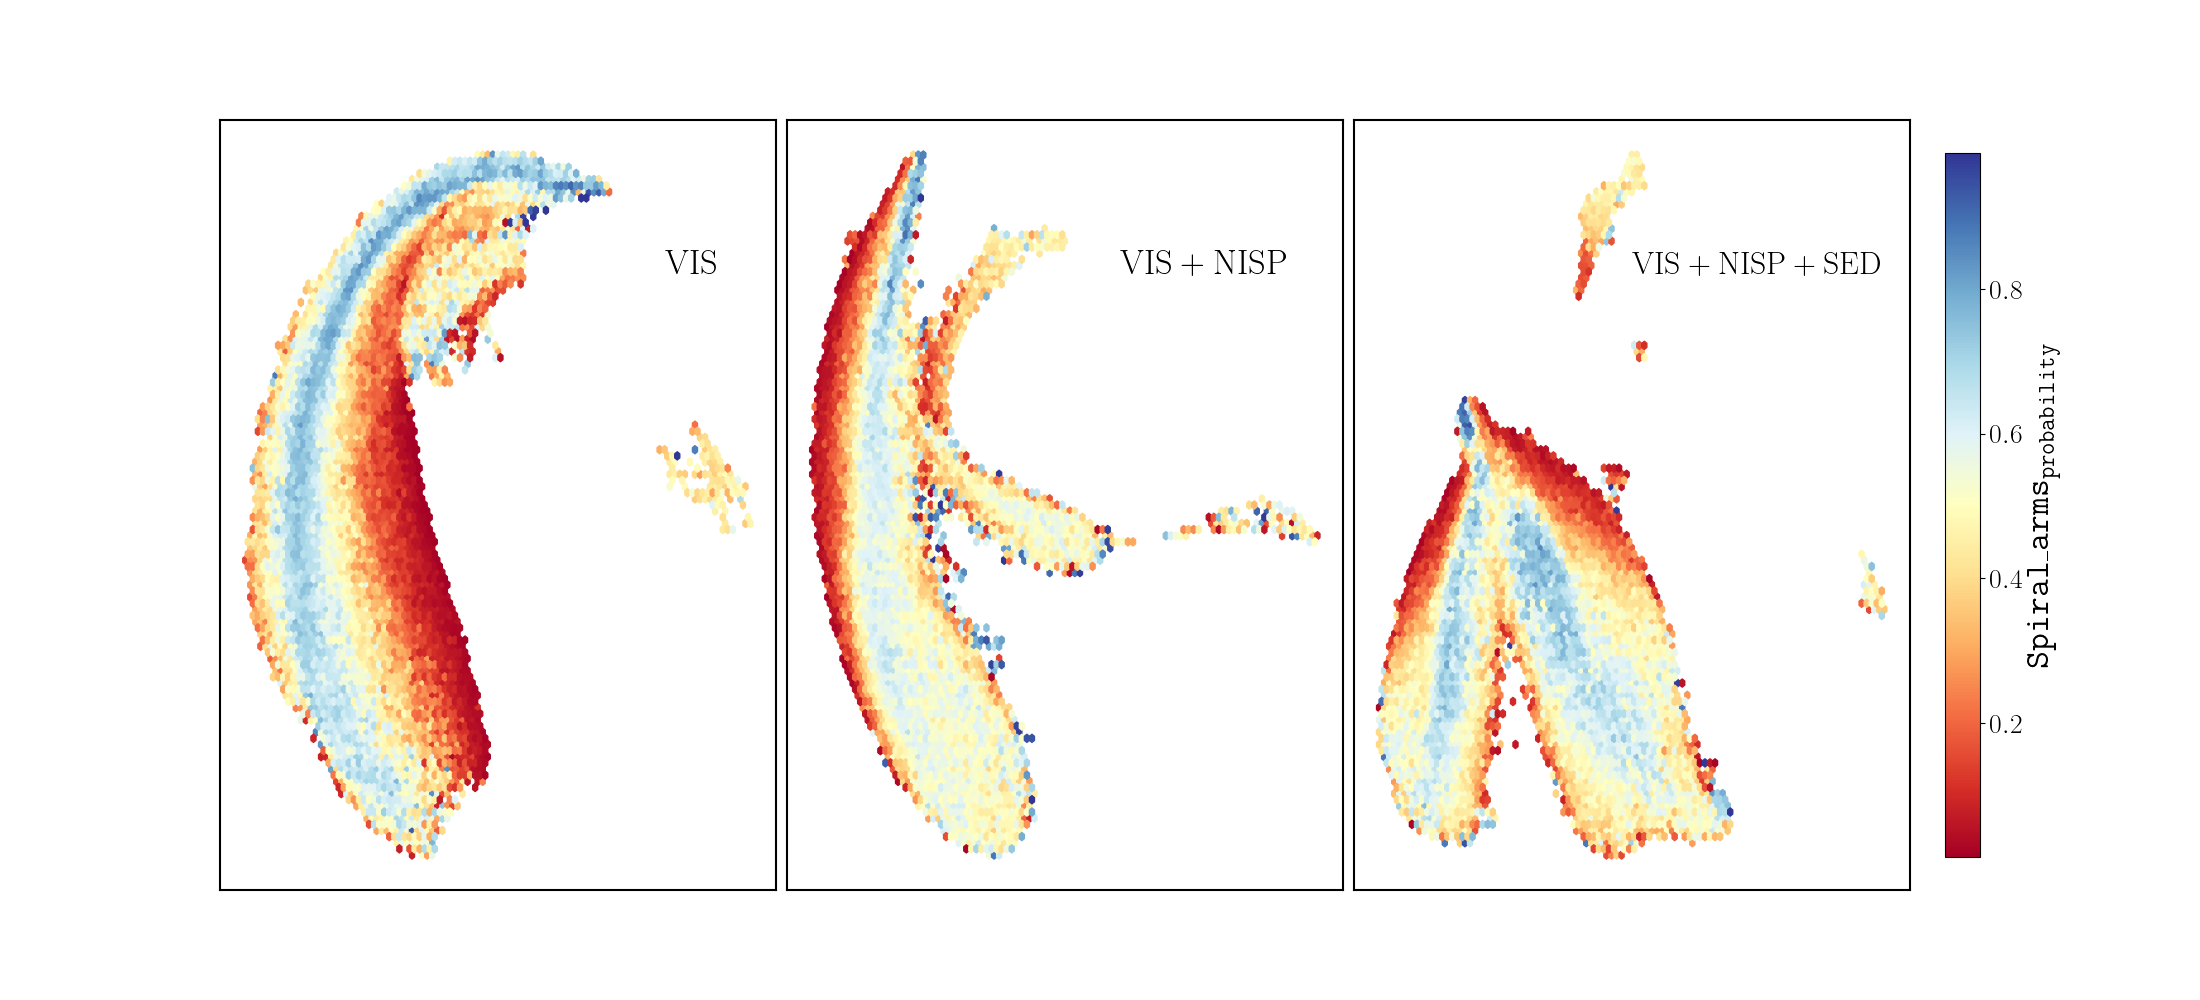 VIS
VIS + NISP
VIS + NISP + SED
0.8
0.6
0.4
0.2
Spiral_arms_probability